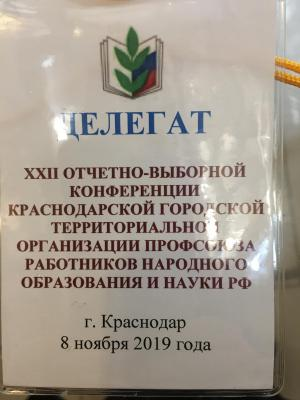 ДЕЛЕГАТ
XXII ОТЧЕТНО-ВЫБОРНОЙ
КОНФЕРЕНЦИИ
КРАСНОДАРСКОЙ ГОРОДСКОЙ
ТЕРРИТОРИАЛЬНОЙ
ОРГАНИЗАЦИИ ПРОФСОЮЗА
РАБОТНИКОВ НАРОДНОГО
ОБРАЗОВАНИЯ И НАУКИ РФ
г. Краснодар
8 ноября 2019 года